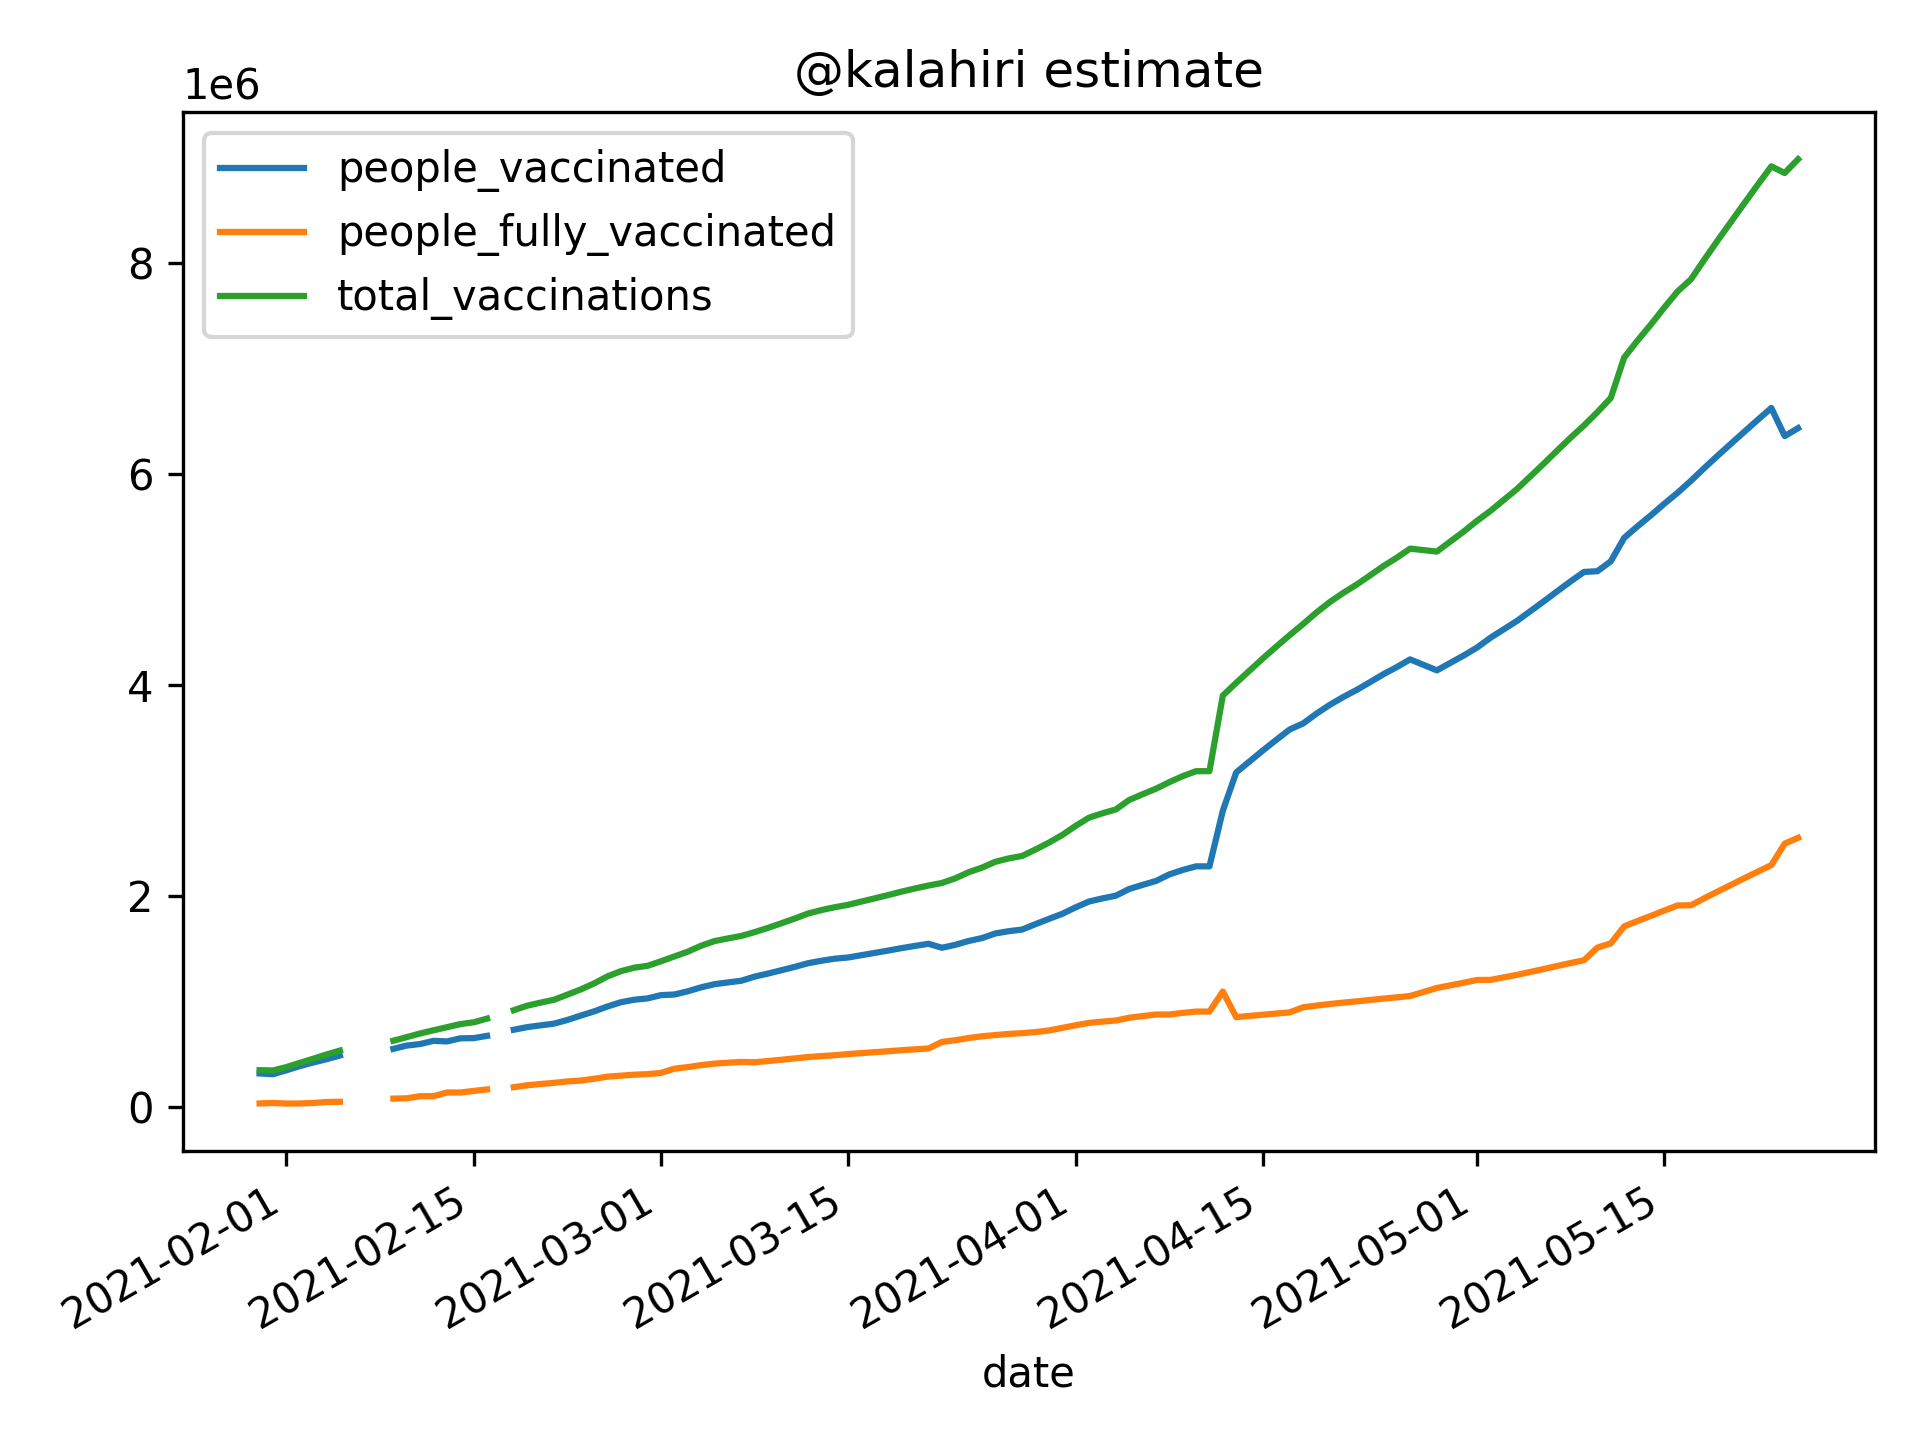 @kalahiri estimate
1e6
people_vaccinated
people_fully_vaccinated
total_vaccinations
8
6
4
2
0
2021-02-01
2021-02-15
2021-03-01
2021-03-15
2021-04-01
2021-04-15
2021-05-01
2021-05-15
date